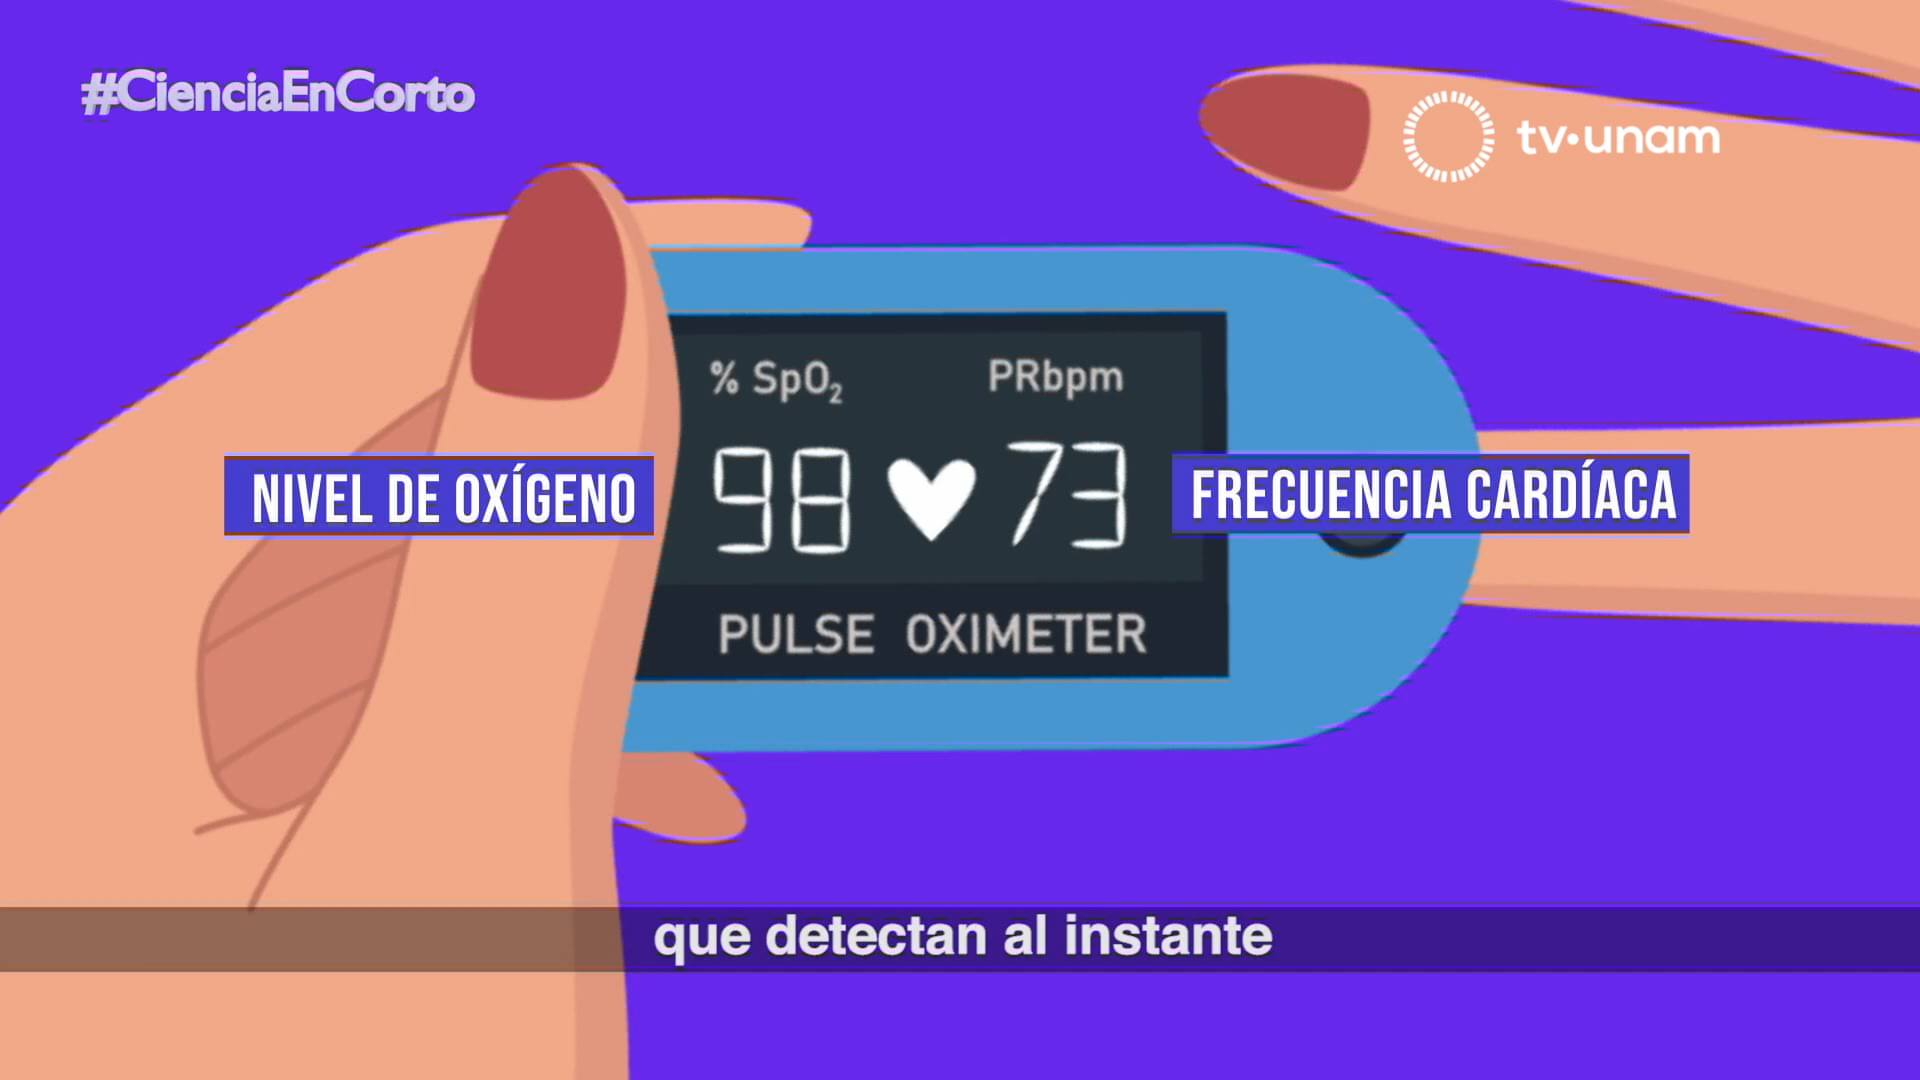 #CienciaEnCorto
tv·unam
% SpO₂ PRbpm
NIVEL DE OXÍGENO
98 73
FRECUENCIA CARDÍACA
PULSE OXIMETER
que detectan al instante